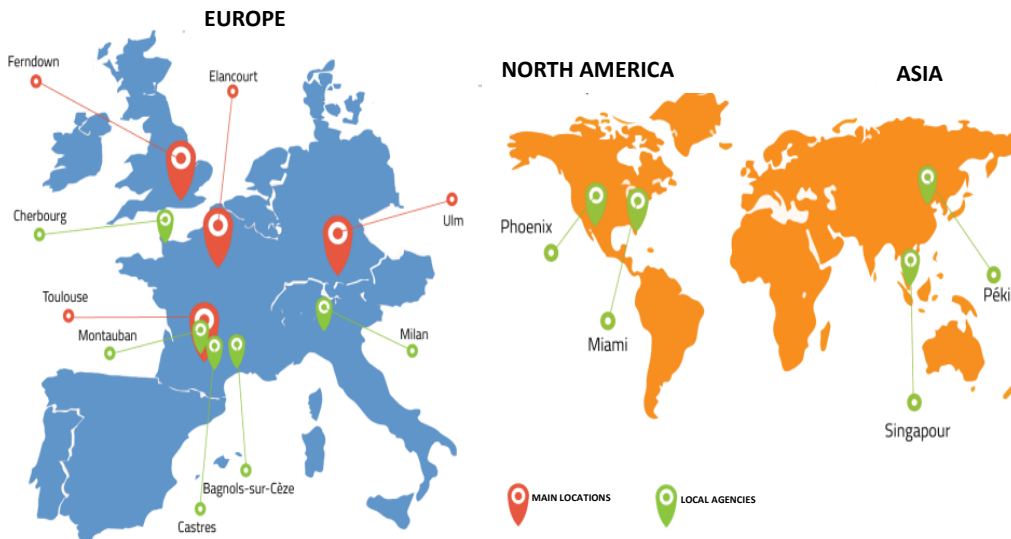 EUROPE
Ferndown
Elancourt
Cherbourg
Ulm
Toulouse
Montauban
Milan
Bagnols-sur-Cèze
Castres
NORTH AMERICA
ASIA
Phoenix
Miami
Péki
Singapour
MAIN LOCATIONS
LOCAL AGENCIES